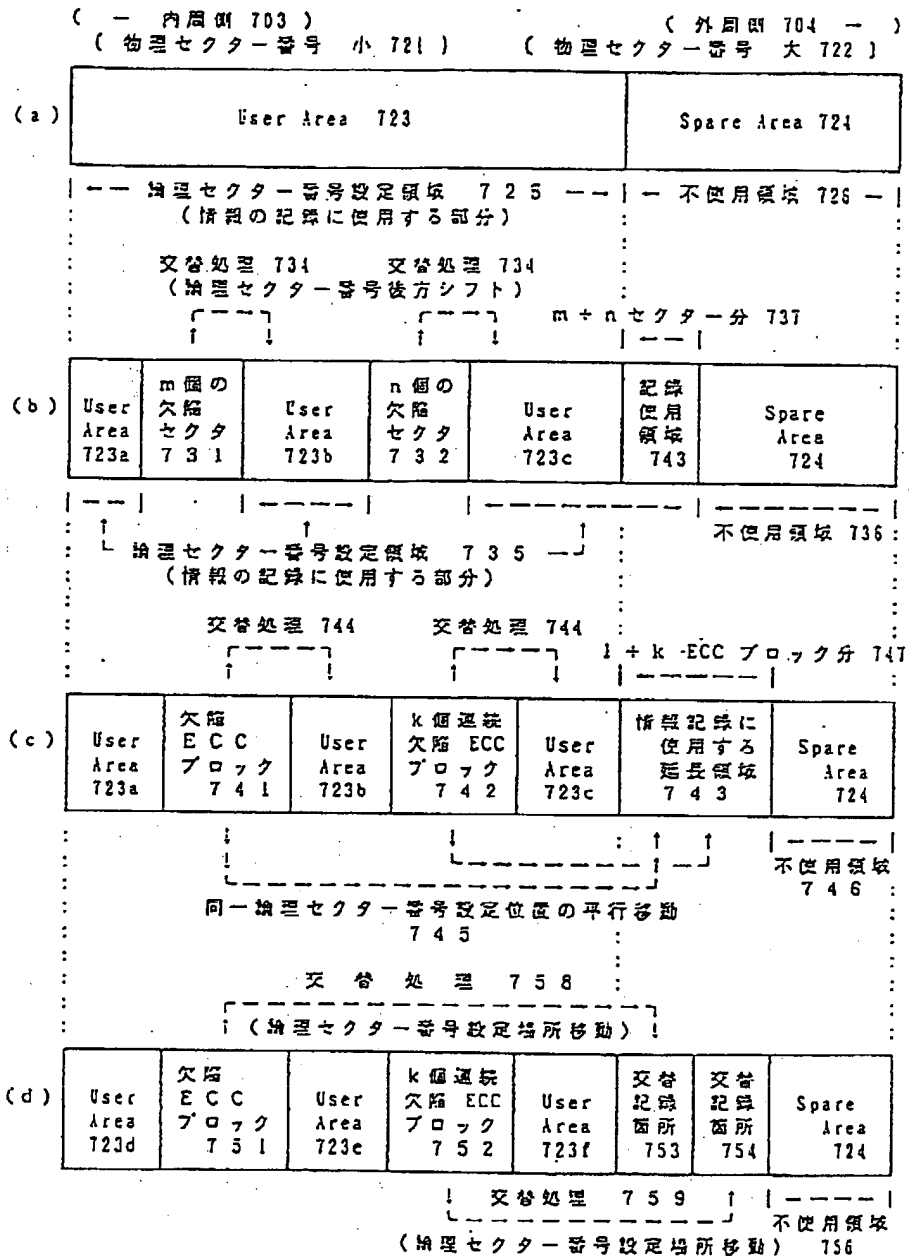 ( ← 内周側 703 )
( 外周側 704 → )
( 物理セクター番号 小 721 )
( 物理セクター番号 大 722 )
(a)
User Area 723
Spare Area 724
|←― 論理セクター番号設定領域 725 ―→|← 不使用領域 726 ―|
(情報の記録に使用する部分)
交替処理 734
交替処理 734
(論理セクター番号後方シフト)
m+nセクター分 737
(b)
User Area 723a
m個の欠陥セクタ 731
User Area 723b
n個の欠陥セクタ 732
User Area 723c
記録使用領域 743
Spare Area 724
不使用領域 736
論理セクター番号設定領域 735
(情報の記録に使用する部分)
交替処理 744
交替処理 744
1+k ECCブロック分 747
(c)
User Area 723a
欠陥ECCブロック 741
User Area 723b
k個連続欠陥 ECCブロック 742
User Area 723c
情報記録に使用する延長領域 743
Spare Area 724
不使用領域 746
同一論理セクター番号設定位置の平行移動 745
交替処理 758
(論理セクター番号設定場所移動)
(d)
User Area 723d
欠陥ECCブロック 751
User Area 723e
k個連続欠陥 ECCブロック 752
User Area 723f
交替記録箇所 753
交替記録箇所 754
Spare Area 724
交替処理 759
不使用領域 756
(論理セクター番号設定場所移動)